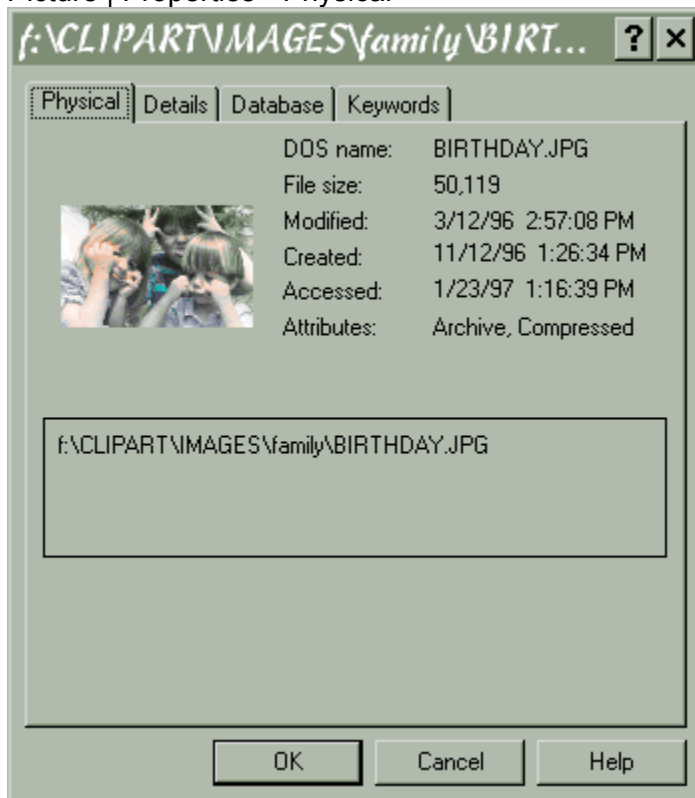 Picture | Properties - Physical
f:\CLIPART\IMAGES\family\BIRT...
Physical Details Database Keywords
DOS name: BIRTHDAY.JPG
File size: 50,119
Modified: 3/12/96 2:57:08 PM
Created: 11/12/96 1:26:34 PM
Accessed: 1/23/97 1:16:39 PM
Attributes: Archive, Compressed
f:\CLIPART\IMAGES\family\BIRTHDAY.JPG
OK Cancel Help